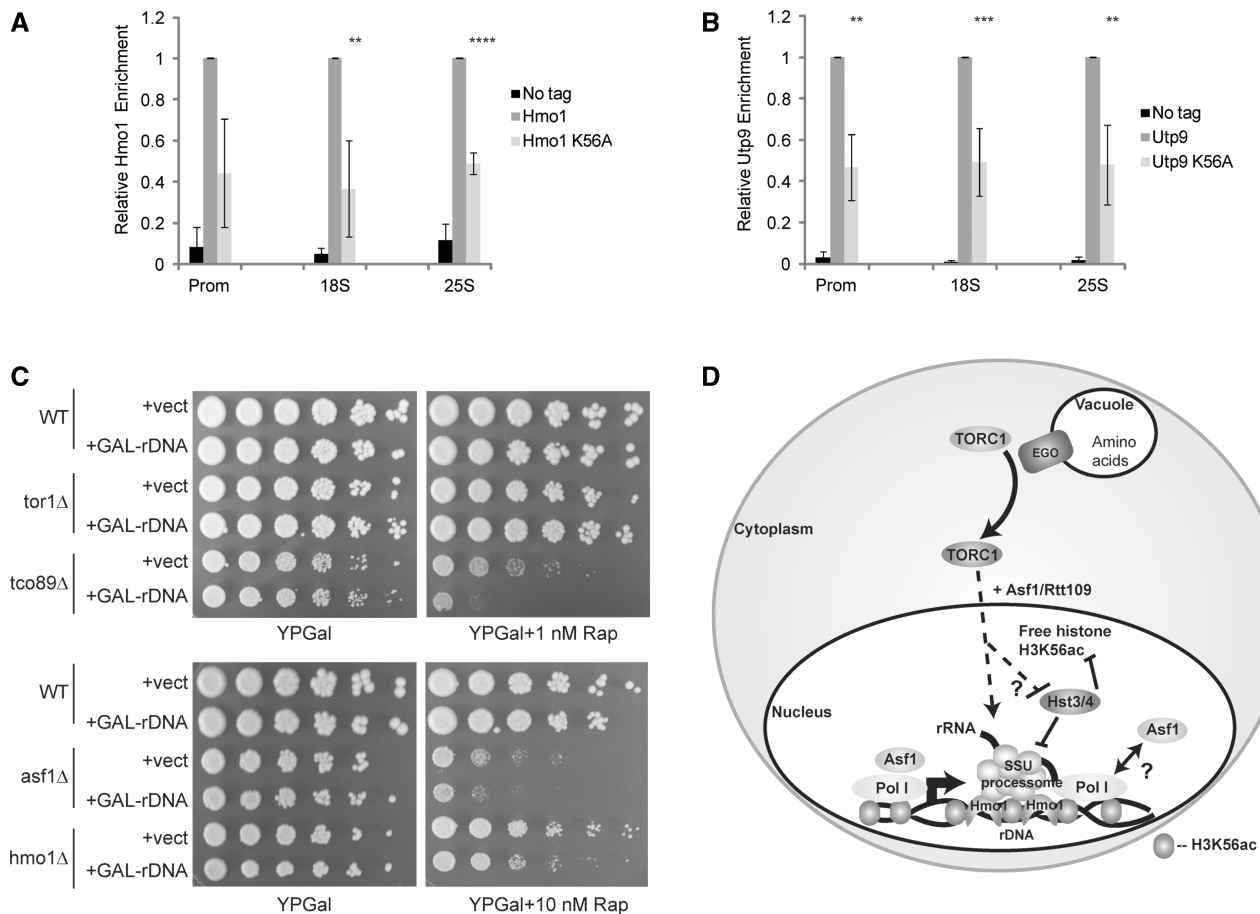 A
Relative Hmo1 Enrichment
1.2
1
0.8
0.6
0.4
0.2
0
** ****
Prom 18S 25S
No tag
Hmo1
Hmo1 K56A
B
Relative Utp9 Enrichment
1.2
1
0.8
0.6
0.4
0.2
0
** *** **
Prom 18S 25S
No tag
Utp9
Utp9 K56A
C
WT
+vect
+GAL-rDNA
tor1Δ
+vect
+GAL-rDNA
tco89Δ
+vect
+GAL-rDNA
YPGal YPGal+1 nM Rap
WT
+vect
+GAL-rDNA
asf1Δ
+vect
+GAL-rDNA
hmo1Δ
+vect
+GAL-rDNA
YPGal YPGal+10 nM Rap
D
Vacuole
TORC1
EGO
Amino
acids
Cytoplasm
TORC1
+ Asf1/Rtt109
Free histone
H3K56ac
?
Hst3/4
Nucleus
rRNA
Asf1
Asf1
SSU
processome
?
Pol I
Pol I
Hmo1 Hmo1
rDNA
-- H3K56ac